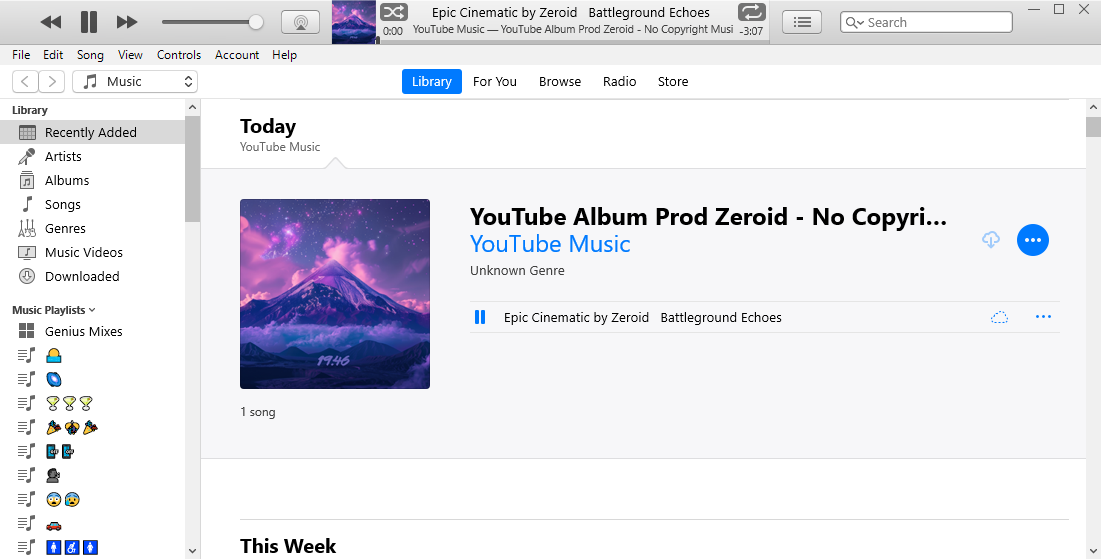 Epic Cinematic by Zeroid   Battleground Echoes
0:00 YouTube Music — YouTube Album Prod Zeroid - No Copyright Musi -3:07
Search
File Edit Song View Controls Account Help
Music
Library For You Browse Radio Store
Library
Recently Added
Artists
Albums
Songs
Genres
Music Videos
Downloaded
Music Playlists
Genius Mixes
Today
YouTube Music
19:46
YouTube Album Prod Zeroid - No Copyri...
YouTube Music
Unknown Genre
Epic Cinematic by Zeroid   Battleground Echoes
1 song
This Week